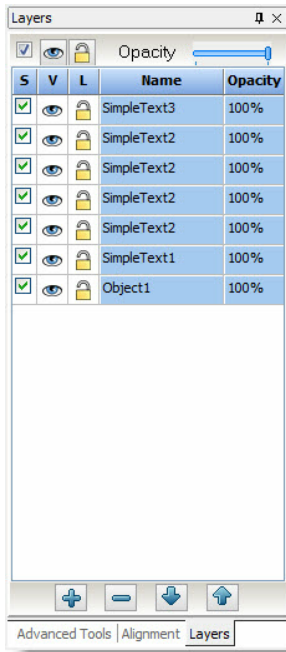 Layers
Opacity
S V L Name Opacity
SimpleText3 100%
SimpleText2 100%
SimpleText2 100%
SimpleText2 100%
SimpleText2 100%
SimpleText1 100%
Object1 100%
Advanced Tools Alignment Layers